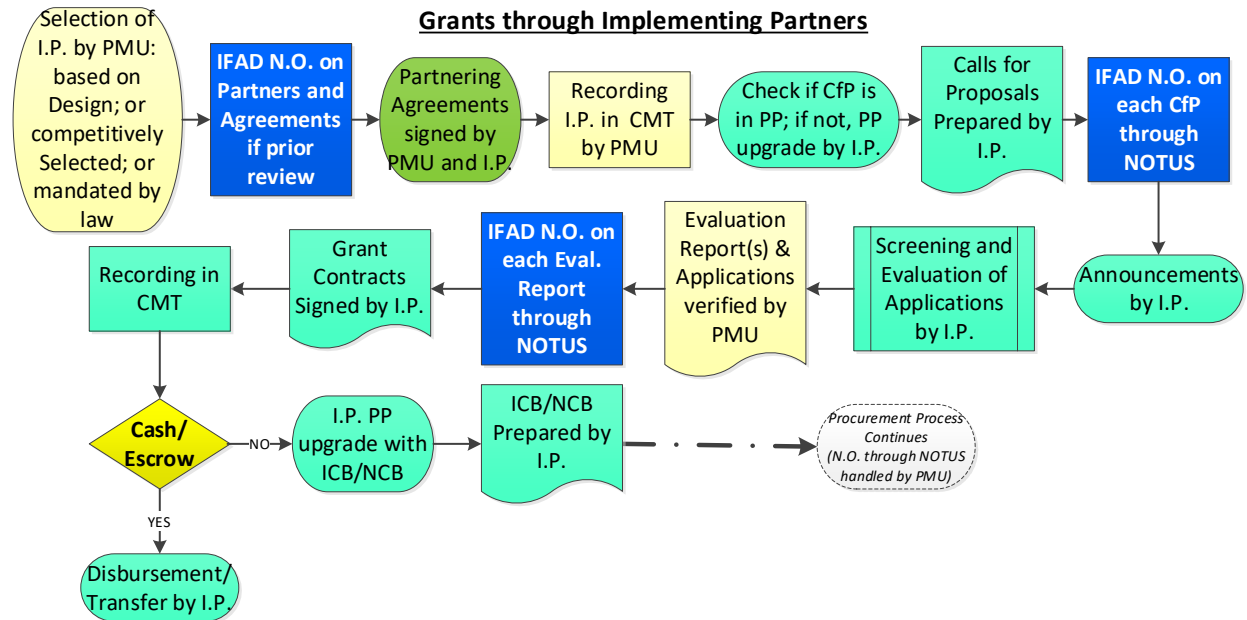 Grants through Implementing Partners
Selection of
I.P. by PMU:
based on
Design; or
competitively
Selected; or
mandated by
law
IFAD N.O. on
Partners and
Agreements
if prior
review
Partnering
Agreements
signed by
PMU and I.P.
Recording
I.P. in CMT
by PMU
Check if CfP is
in PP; if not, PP
upgrade by I.P.
Calls for
Proposals
Prepared by
I.P.
IFAD N.O. on
each CfP
through
NOTUS
Announcements
by I.P.
Screening and
Evaluation of
Applications
by I.P.
Evaluation
Report(s) &
Applications
verified by
PMU
IFAD N.O. on
each Eval.
Report
through
NOTUS
Grant
Contracts
Signed by I.P.
Recording in
CMT
Cash/
Escrow
NO
I.P. PP
upgrade with
ICB/NCB
ICB/NCB
Prepared by
I.P.
Procurement Process
Continues
(N.O. through NOTUS
handled by PMU)
YES
Disbursement/
Transfer by I.P.